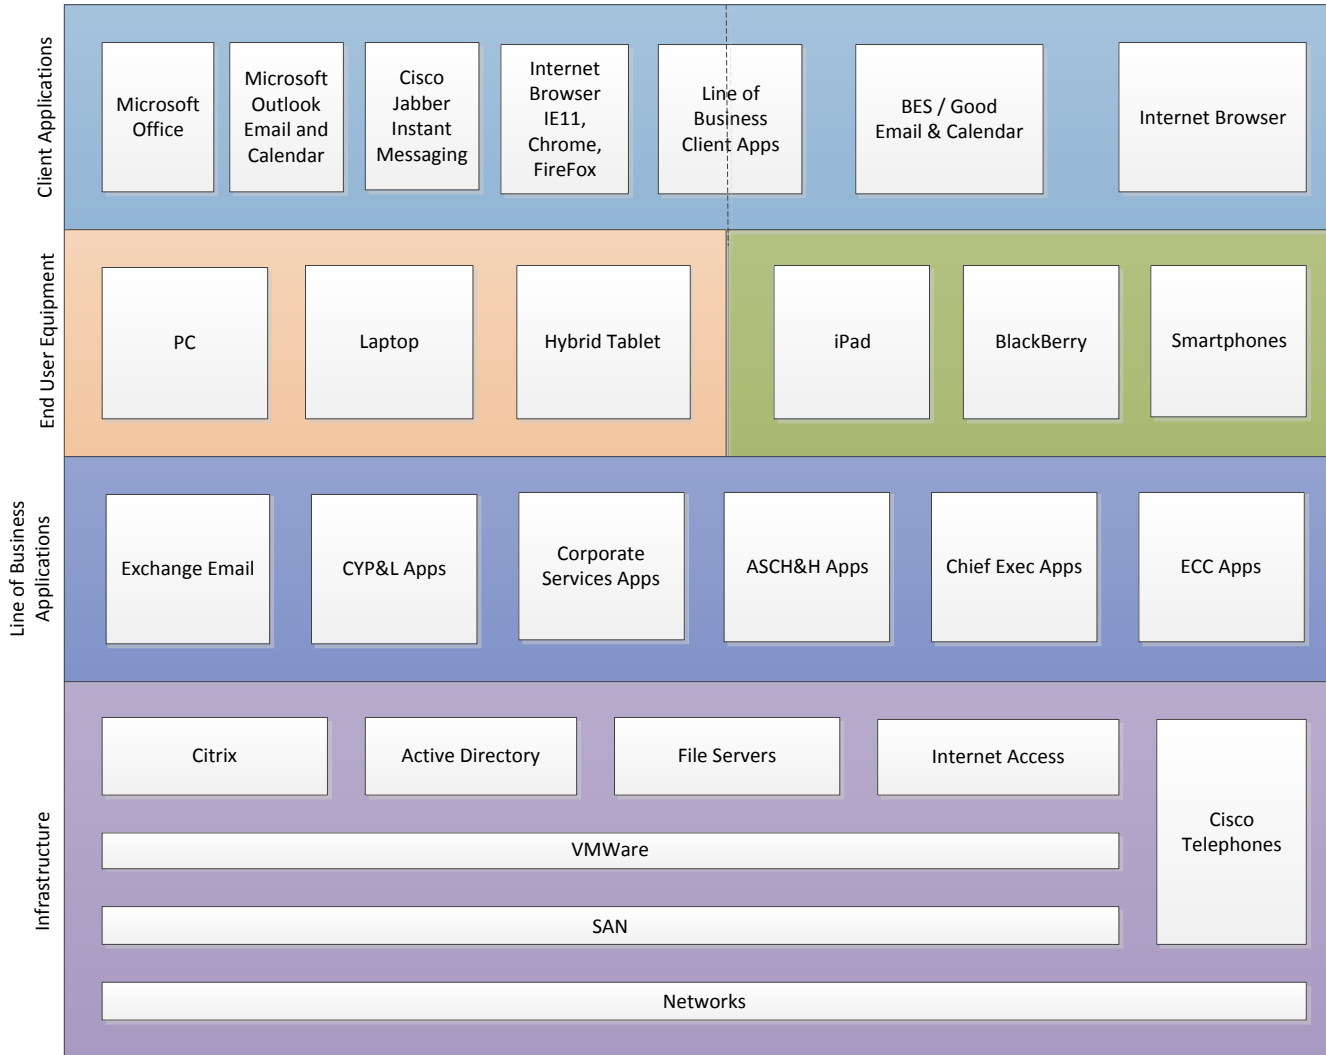 Client Applications
Microsoft
Office
Microsoft
Outlook
Email and
Calendar
Cisco
Jabber
Instant
Messaging
Internet
Browser
IE11,
Chrome,
FireFox
Line of
Business
Client Apps
BES / Good
Email & Calendar
Internet Browser
End User Equipment
PC
Laptop
Hybrid Tablet
iPad
BlackBerry
Smartphones
Line of Business
Applications
Exchange Email
CYP&L Apps
Corporate
Services Apps
ASCH&H Apps
Chief Exec Apps
ECC Apps
Infrastructure
Citrix
Active Directory
File Servers
Internet Access
Cisco
Telephones
VMWare
SAN
Networks